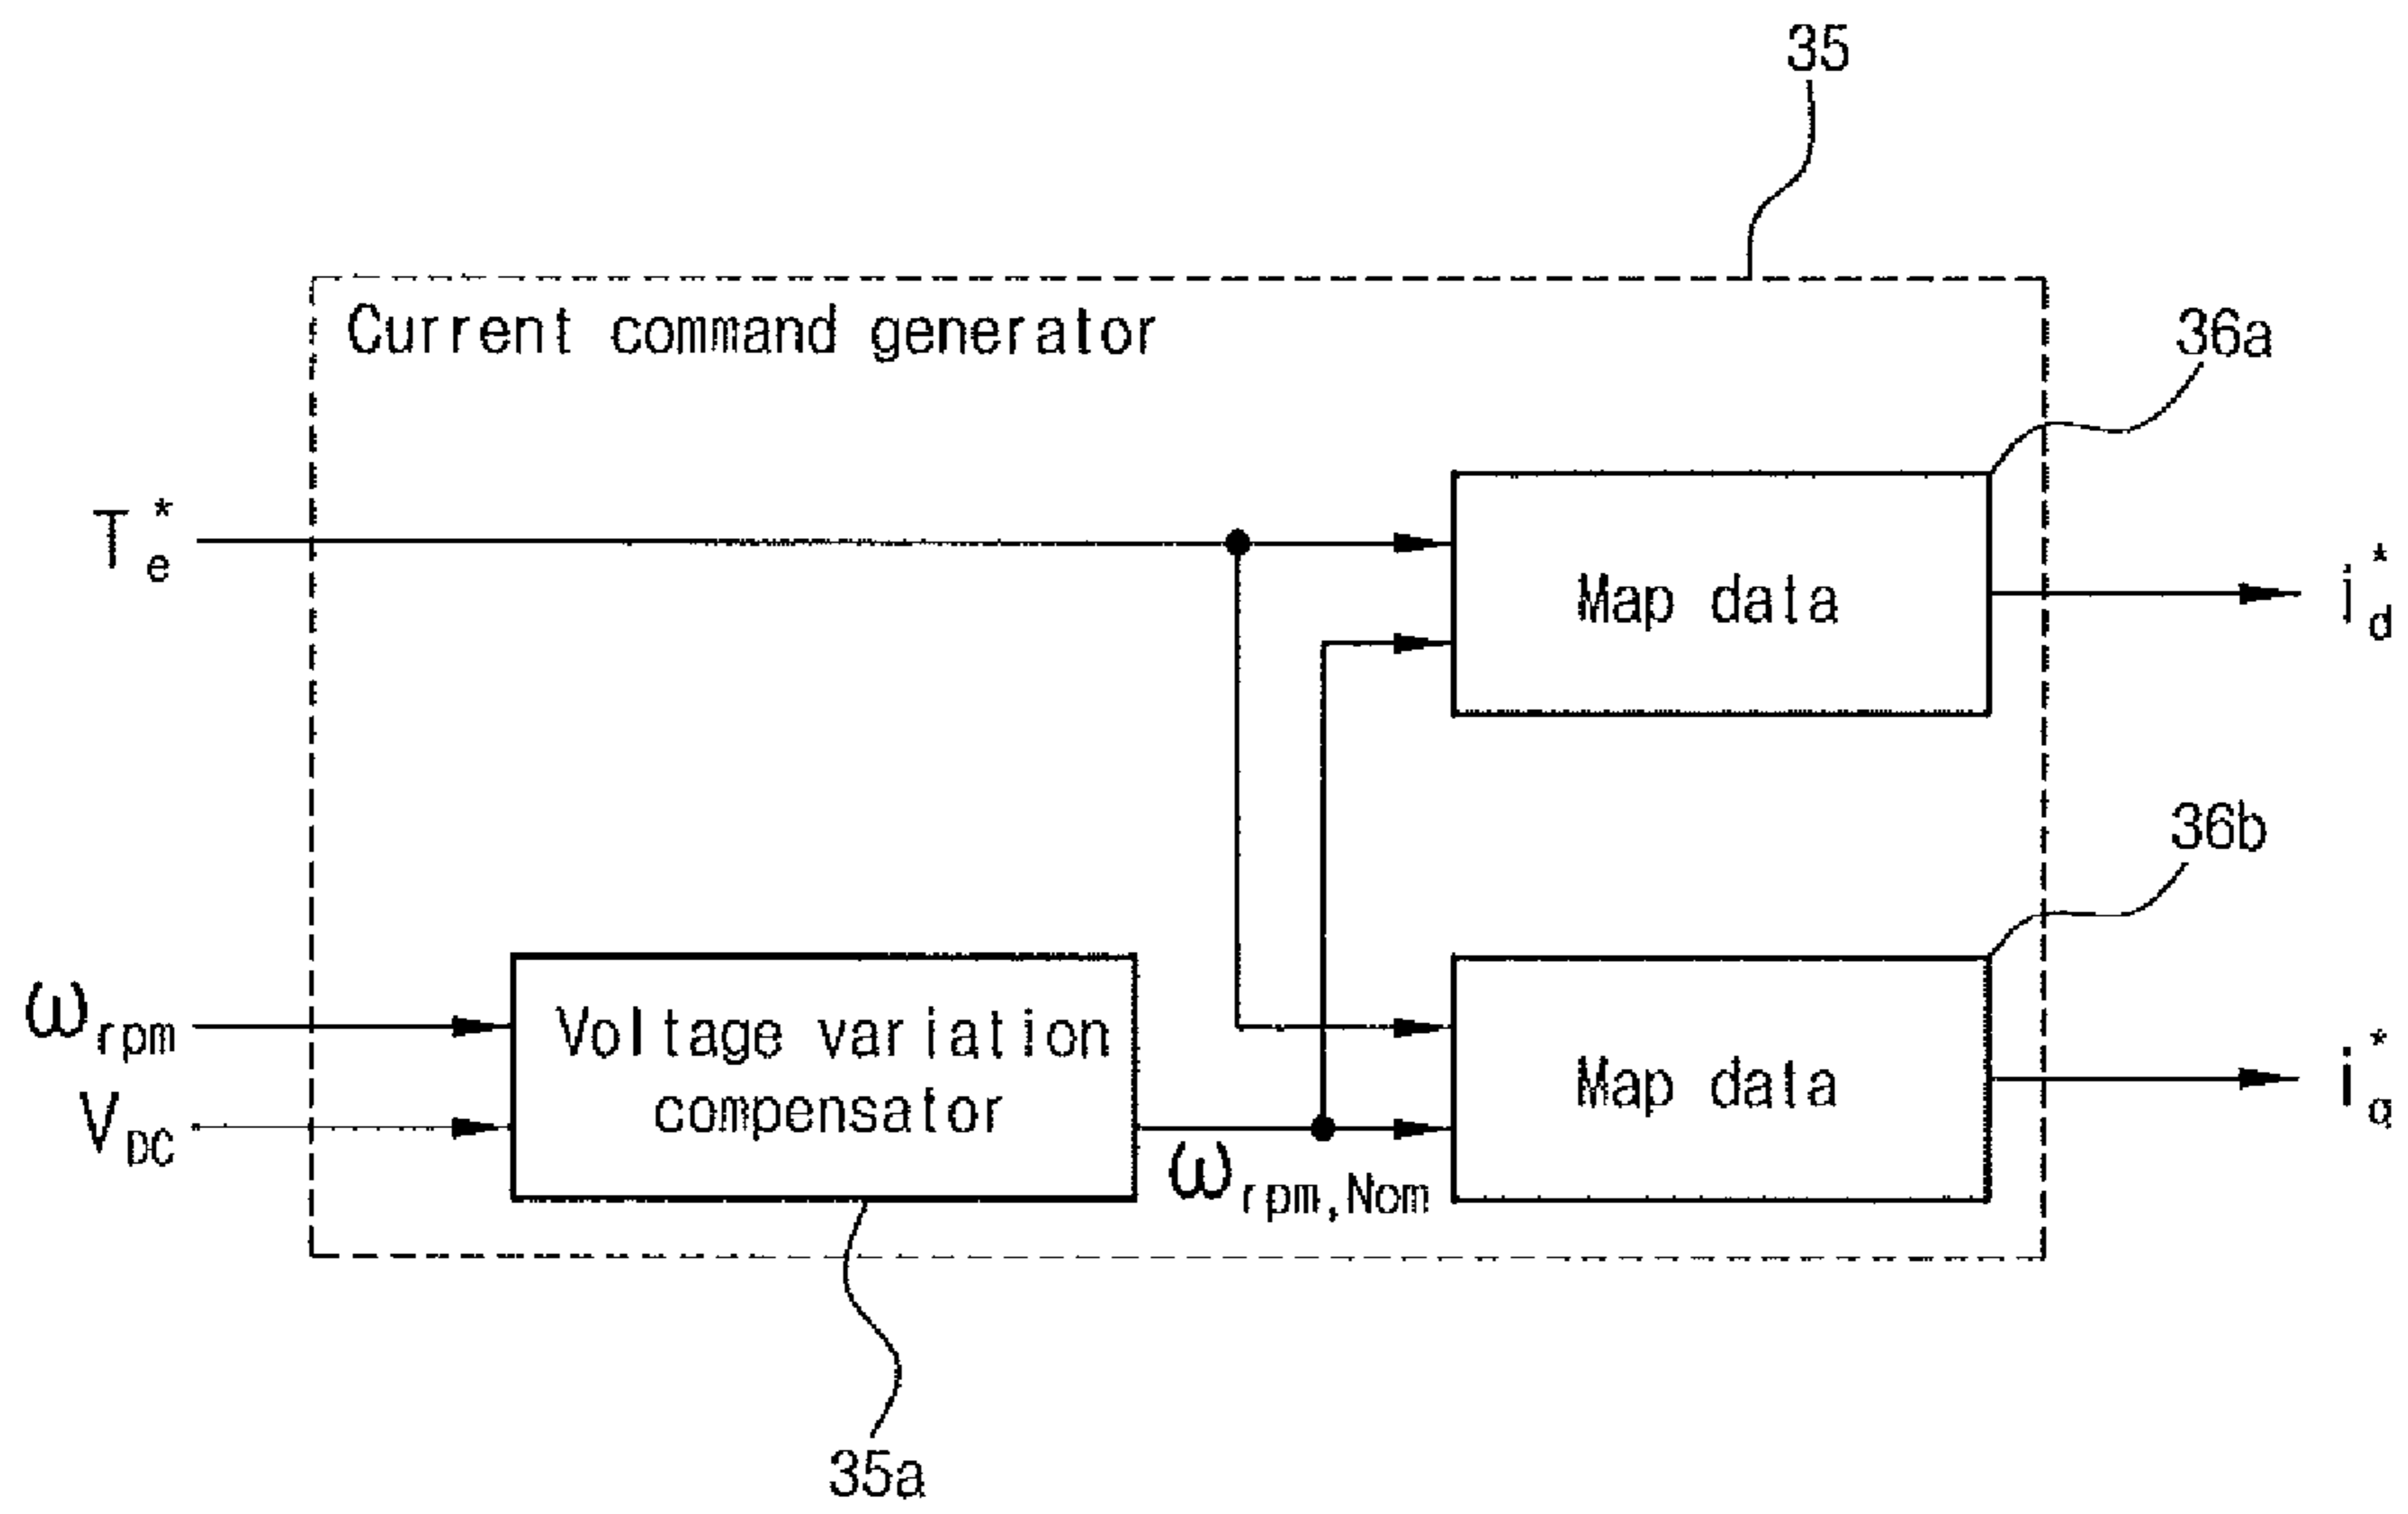 35
Current command generator
36a
T*e
Map data
i*d
36b
ωrpm
Voltage variation
compensator
VDC
Map data
i*q
ωrpm,Nom
35a